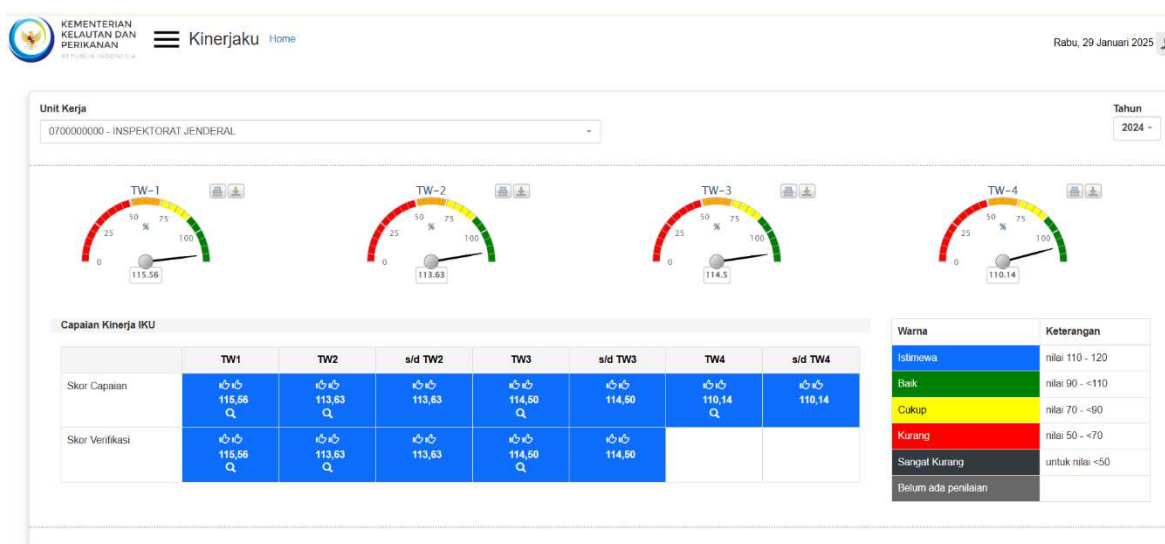 KEMENTERIAN
KELAUTAN DAN
PERIKANAN
REPUBLIK INDONESIA
Kinerjaku Home
Rabu, 29 Januari 2025
Unit Kerja
Tahun
0700000000 - INSPEKTORAT JENDERAL
2024
TW-1
0 25 50 75 100
%
115.56
TW-2
0 25 50 75 100
%
113.63
TW-3
0 25 50 75 100
%
114.5
TW-4
0 25 50 75 100
%
110.14
Capaian Kinerja IKU
TW1 TW2 s/d TW2 TW3 s/d TW3 TW4 s/d TW4
Skor Capaian 115,56 113,63 113,63 114,50 114,50 110,14 110,14
Skor Verifikasi 115,56 113,63 113,63 114,50 114,50
Warna Keterangan
Istimewa nilai 110 - 120
Baik nilai 90 - <110
Cukup nilai 70 - <90
Kurang nilai 50 - <70
Sangat Kurang untuk nilai <50
Belum ada penilaian